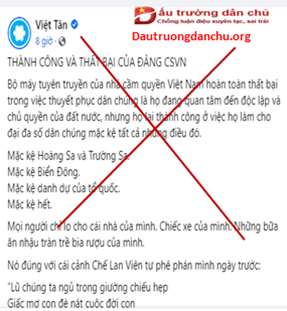 Việt Tân
8 giờ ·
Đấu trường dân chủ
Chống luận điệu xuyên tạc, sai trái
Dautruongdanchu.org
THÀNH CÔNG VÀ THẤT BẠI CỦA ĐẢNG CSVN
Bộ máy tuyên truyền của nhà cầm quyền Việt Nam hoàn toàn thất bại
trong việc thuyết phục dân chúng là họ đang quan tâm đến độc lập và
chủ quyền của đất nước, nhưng họ lại thành công ở việc họ làm cho
đại đa số dân chúng mặc kệ tất cả những điều đó.
Mặc kệ Hoàng Sa và Trường Sa.
Mặc kệ Biển Đông.
Mặc kệ danh dự của tổ quốc.
Mặc kệ hết.
Mọi người chỉ lo cho cái nhà của mình. Chiếc xe của mình. Những bữa
ăn nhậu tràn trề bia rượu của mình.
Nó đúng với cái cảnh Chế Lan Viên tự phê phán mình ngày trước:
"Lũ chúng ta ngủ trong giường chiếu hẹp
Giấc mơ con đè nát cuộc đời con